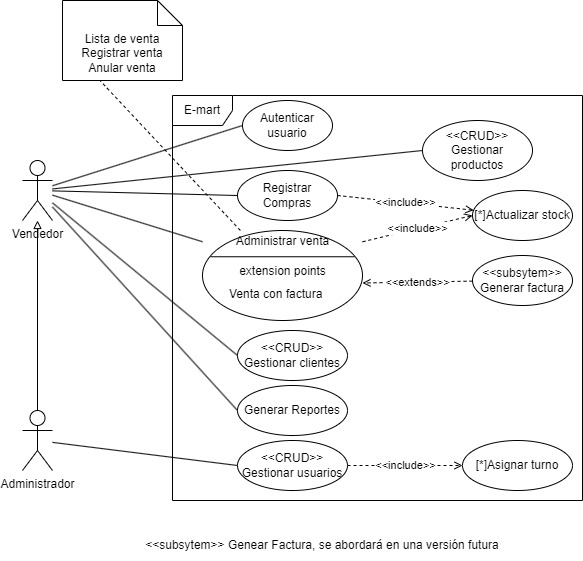 Lista de venta
Registrar venta
Anular venta
E-mart
Autenticar
usuario
<<CRUD>>
Gestionar
productos
Vendedor
Registrar
Compras
<<include>>
[*]Actualizar stock
<<include>>
Administrar venta
extension points
Venta con factura
<<extends>>
<<subsytem>>
Generar factura
<<CRUD>>
Gestionar clientes
Generar Reportes
Administrador
<<CRUD>>
Gestionar usuarios
<<include>>
[*]Asignar turno
<<subsytem>> Genear Factura, se abordará en una versión futura